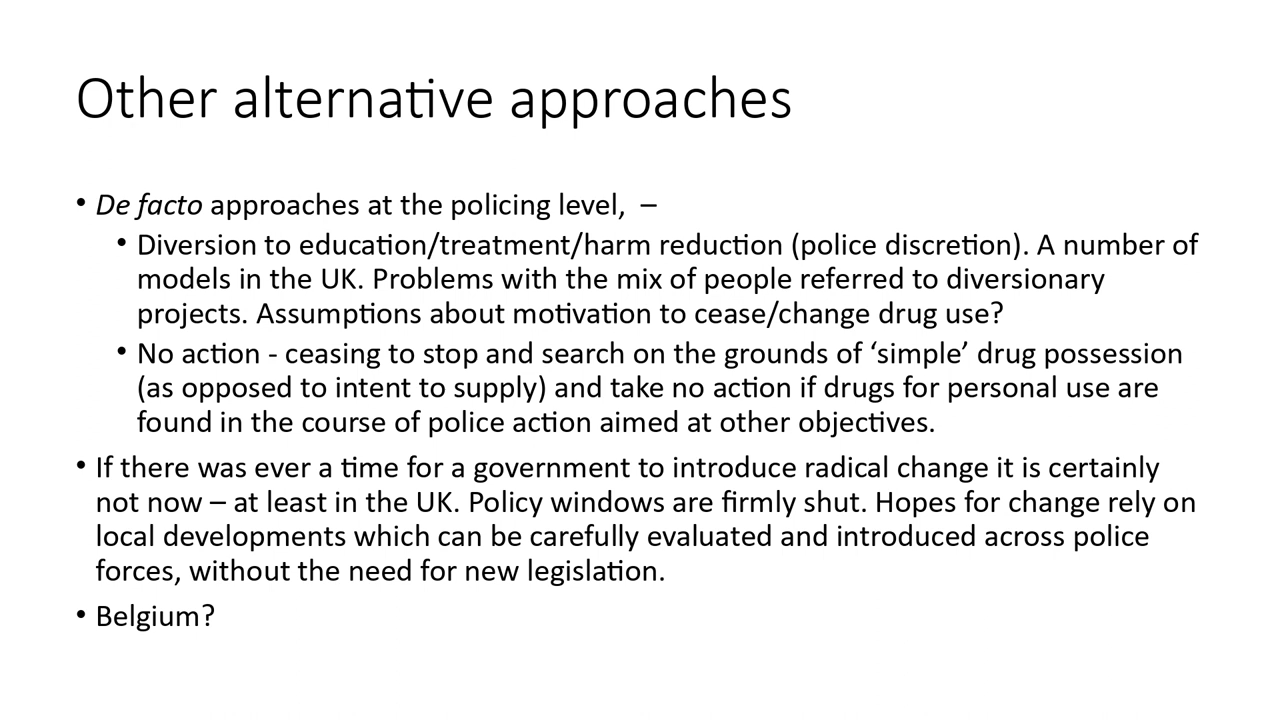 Other alternative approaches
• De facto approaches at the policing level,  –
• Diversion to education/treatment/harm reduction (police discretion). A number of
models in the UK. Problems with the mix of people referred to diversionary
projects. Assumptions about motivation to cease/change drug use?
• No action - ceasing to stop and search on the grounds of ‘simple’ drug possession
(as opposed to intent to supply) and take no action if drugs for personal use are
found in the course of police action aimed at other objectives.
• If there was ever a time for a government to introduce radical change it is certainly
not now – at least in the UK. Policy windows are firmly shut. Hopes for change rely on
local developments which can be carefully evaluated and introduced across police
forces, without the need for new legislation.
• Belgium?